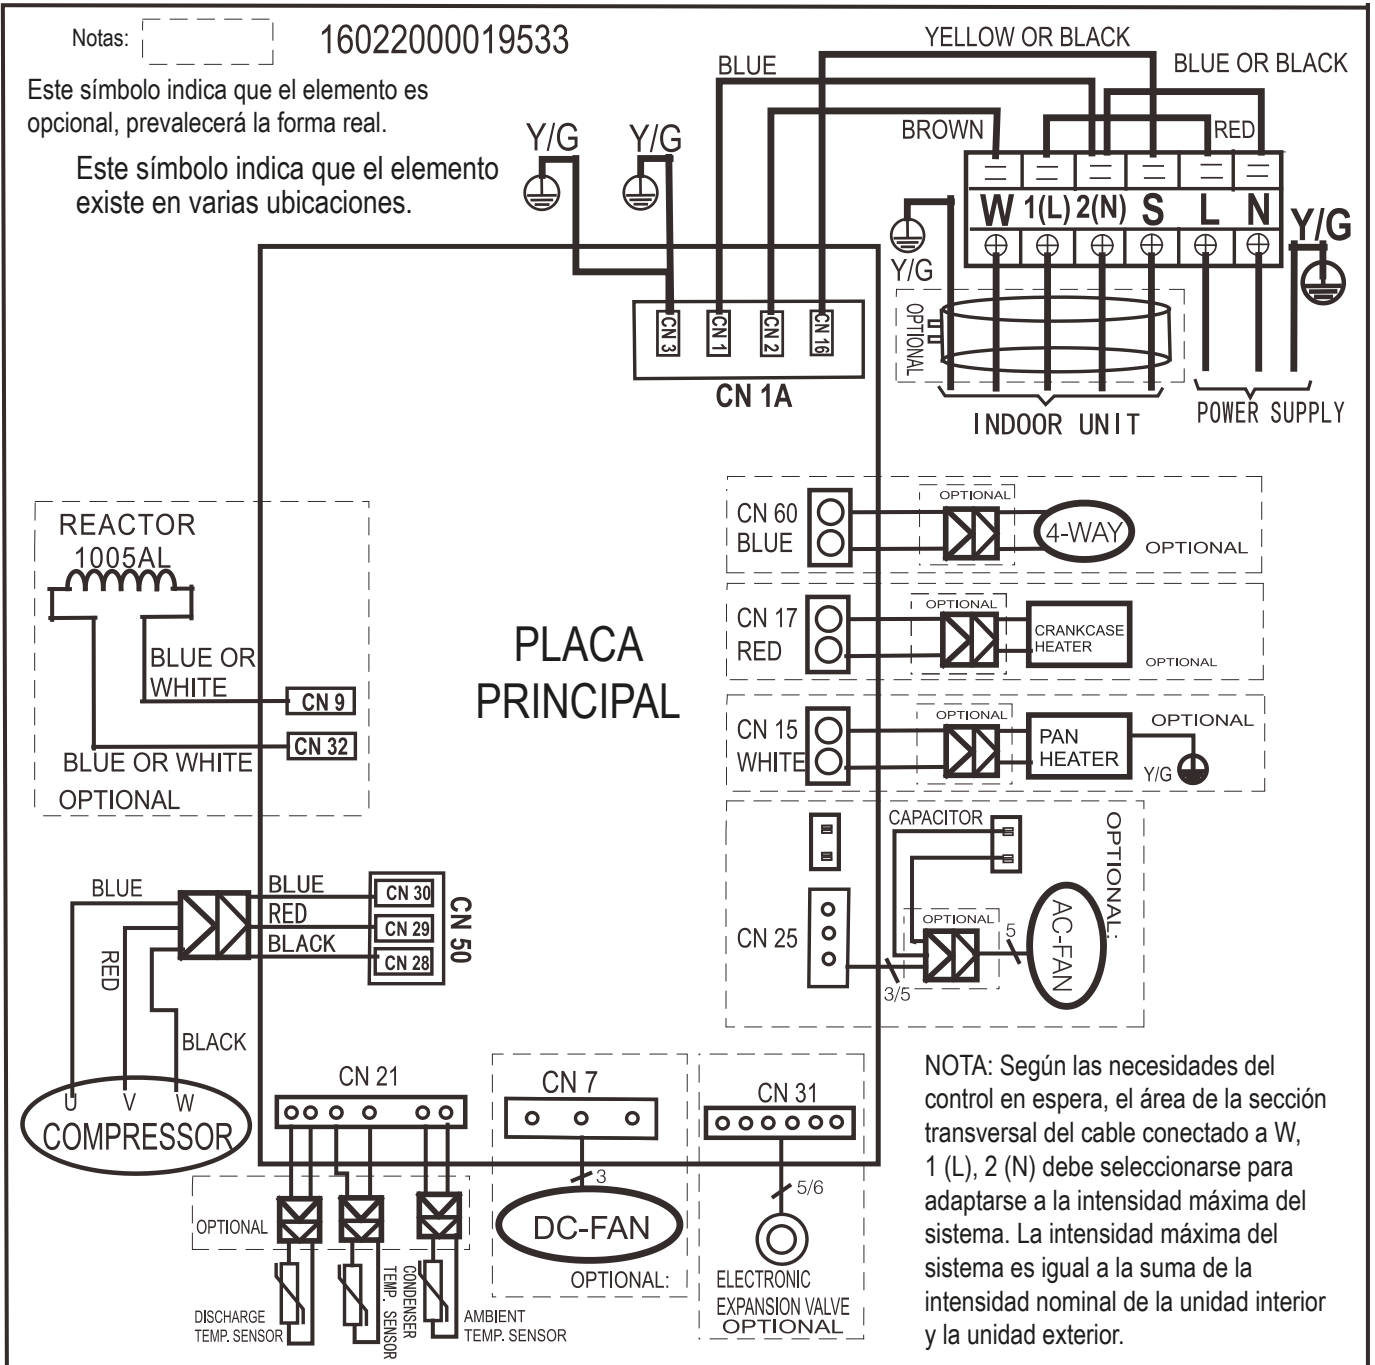 Notas:
16022000019533
Este símbolo indica que el elemento es
opcional, prevalecerá la forma real.
Este símbolo indica que el elemento
existe en varias ubicaciones.
YELLOW OR BLACK
BLUE
BLUE OR BLACK
BROWN
RED
Y/G
Y/G
W 1(L) 2(N) S L N
Y/G
Y/G
OPTIONAL
CN 3
CN 1
CN 2
CN 16
CN 1A
INDOOR UNIT
POWER SUPPLY
REACTOR
1005AL
BLUE OR
WHITE
CN 9
CN 32
BLUE OR WHITE
OPTIONAL
PLACA
PRINCIPAL
CN 60
BLUE
OPTIONAL
4-WAY
OPTIONAL
CN 17
RED
OPTIONAL
CRANKCASE
HEATER
OPTIONAL
CN 15
WHITE
OPTIONAL
PAN
HEATER
OPTIONAL
Y/G
CAPACITOR
OPTIONAL:
CN 25
OPTIONAL
3/5
5
AC-FAN
BLUE
RED
BLACK
BLUE
RED
BLACK
CN 30
CN 29
CN 28
CN 50
U V W
COMPRESSOR
CN 21
OPTIONAL
DISCHARGE
TEMP. SENSOR
CONDENSER
TEMP. SENSOR
AMBIENT
TEMP. SENSOR
CN 7
3
DC-FAN
OPTIONAL:
CN 31
5/6
ELECTRONIC
EXPANSION VALVE
OPTIONAL
NOTA: Según las necesidades del
control en espera, el área de la sección
transversal del cable conectado a W,
1 (L), 2 (N) debe seleccionarse para
adaptarse a la intensidad máxima del
sistema. La intensidad máxima del
sistema es igual a la suma de la
intensidad nominal de la unidad interior
y la unidad exterior.